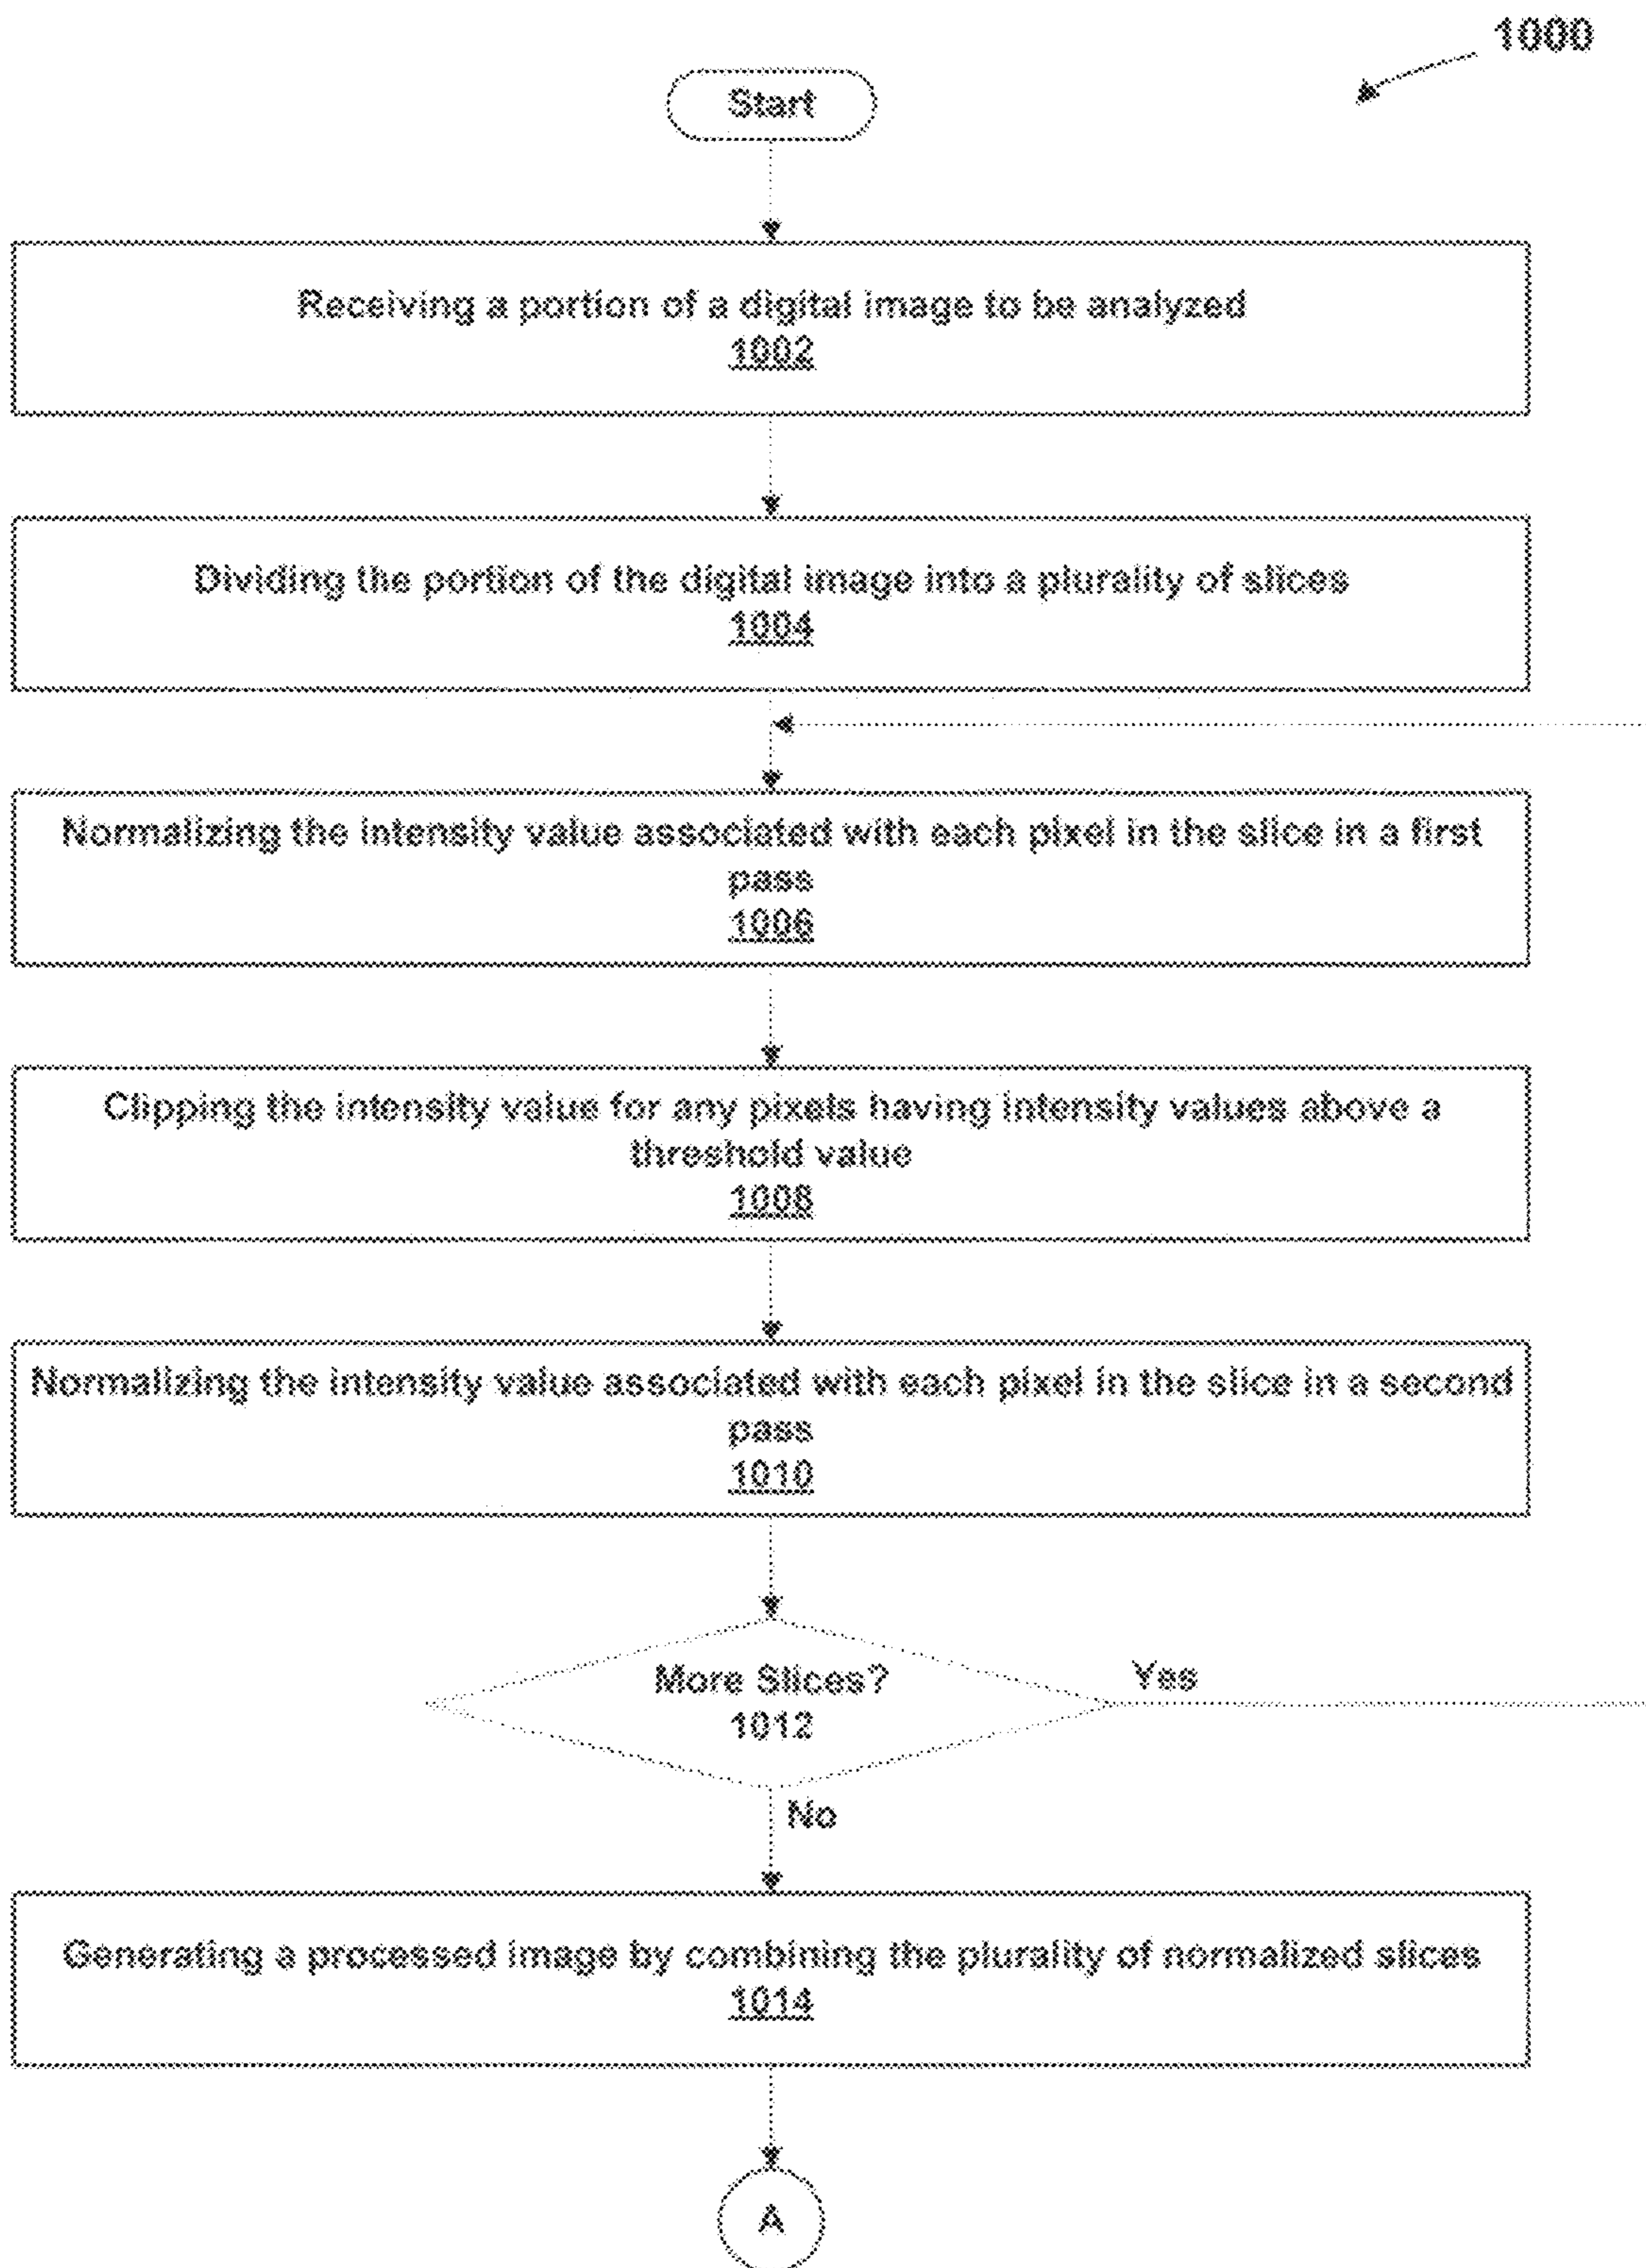 1000
Start
Receiving a portion of a digital image to be analyzed
1002
Dividing the portion of the digital image into a plurality of slices
1004
Normalizing the intensity value associated with each pixel in the slice in a first
pass
1006
Clipping the intensity value for any pixels having intensity values above a
threshold value
1008
Normalizing the intensity value associated with each pixel in the slice in a second
pass
1010
More Slices?
1012
Yes
No
Generating a processed image by combining the plurality of normalized slices
1014
A